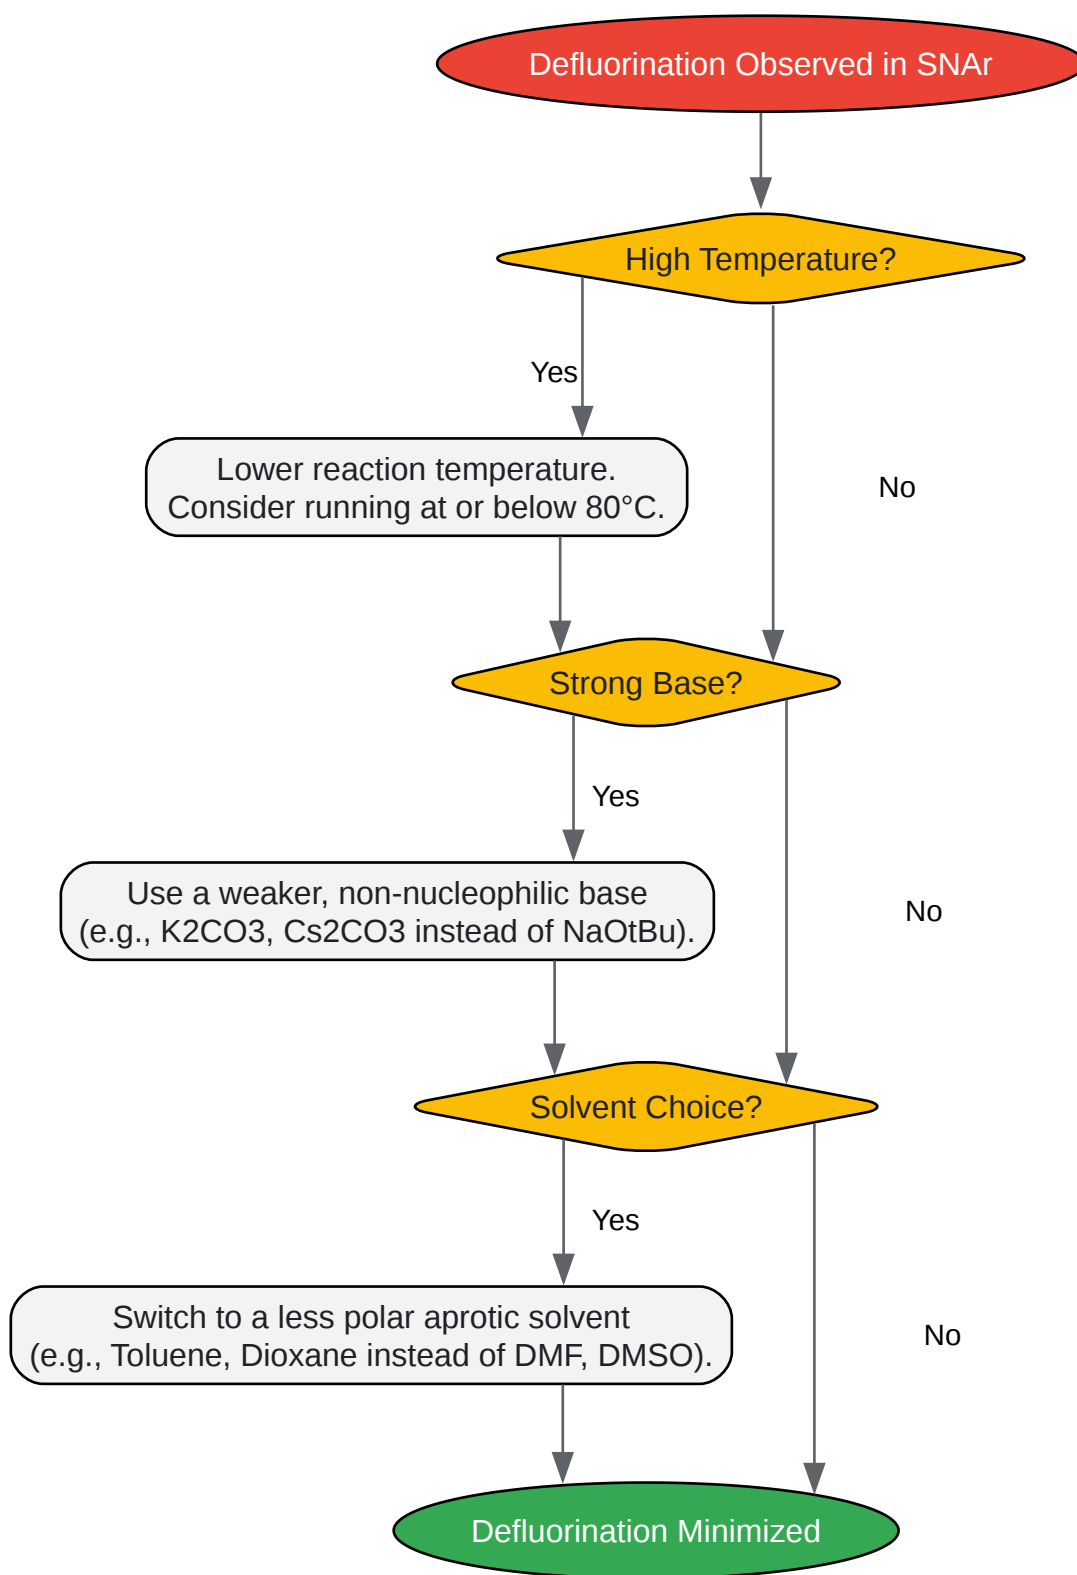 Defluorination Observed in SNAr
High Temperature?
Yes
Lower reaction temperature.
Consider running at or below 80°C.
No
Strong Base?
Yes
Use a weaker, non-nucleophilic base
(e.g., K2CO3, Cs2CO3 instead of NaOtBu).
No
Solvent Choice?
Yes
Switch to a less polar aprotic solvent
(e.g., Toluene, Dioxane instead of DMF, DMSO).
No
Defluorination Minimized